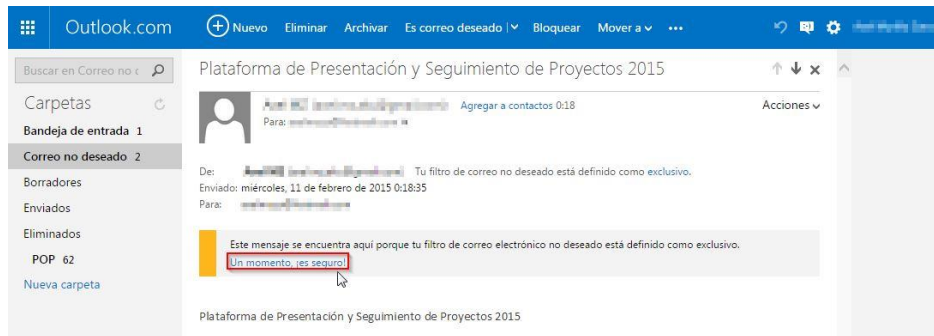 Outlook.com
Nuevo Eliminar Archivar Es correo deseado Bloquear Mover a
Buscar en Correo no
Plataforma de Presentación y Seguimiento de Proyectos 2015
Carpetas
Agregar a contactos 0:18
Acciones
Para:
Bandeja de entrada 1
Correo no deseado 2
De: Tu filtro de correo no deseado está definido como exclusivo.
Borradores
Enviado: miércoles, 11 de febrero de 2015 0:18:35
Enviados
Para:
Eliminados
POP 62
Nueva carpeta
Este mensaje se encuentra aquí porque tu filtro de correo electrónico no deseado está definido como exclusivo.
Un momento, ¡es seguro!
Plataforma de Presentación y Seguimiento de Proyectos 2015